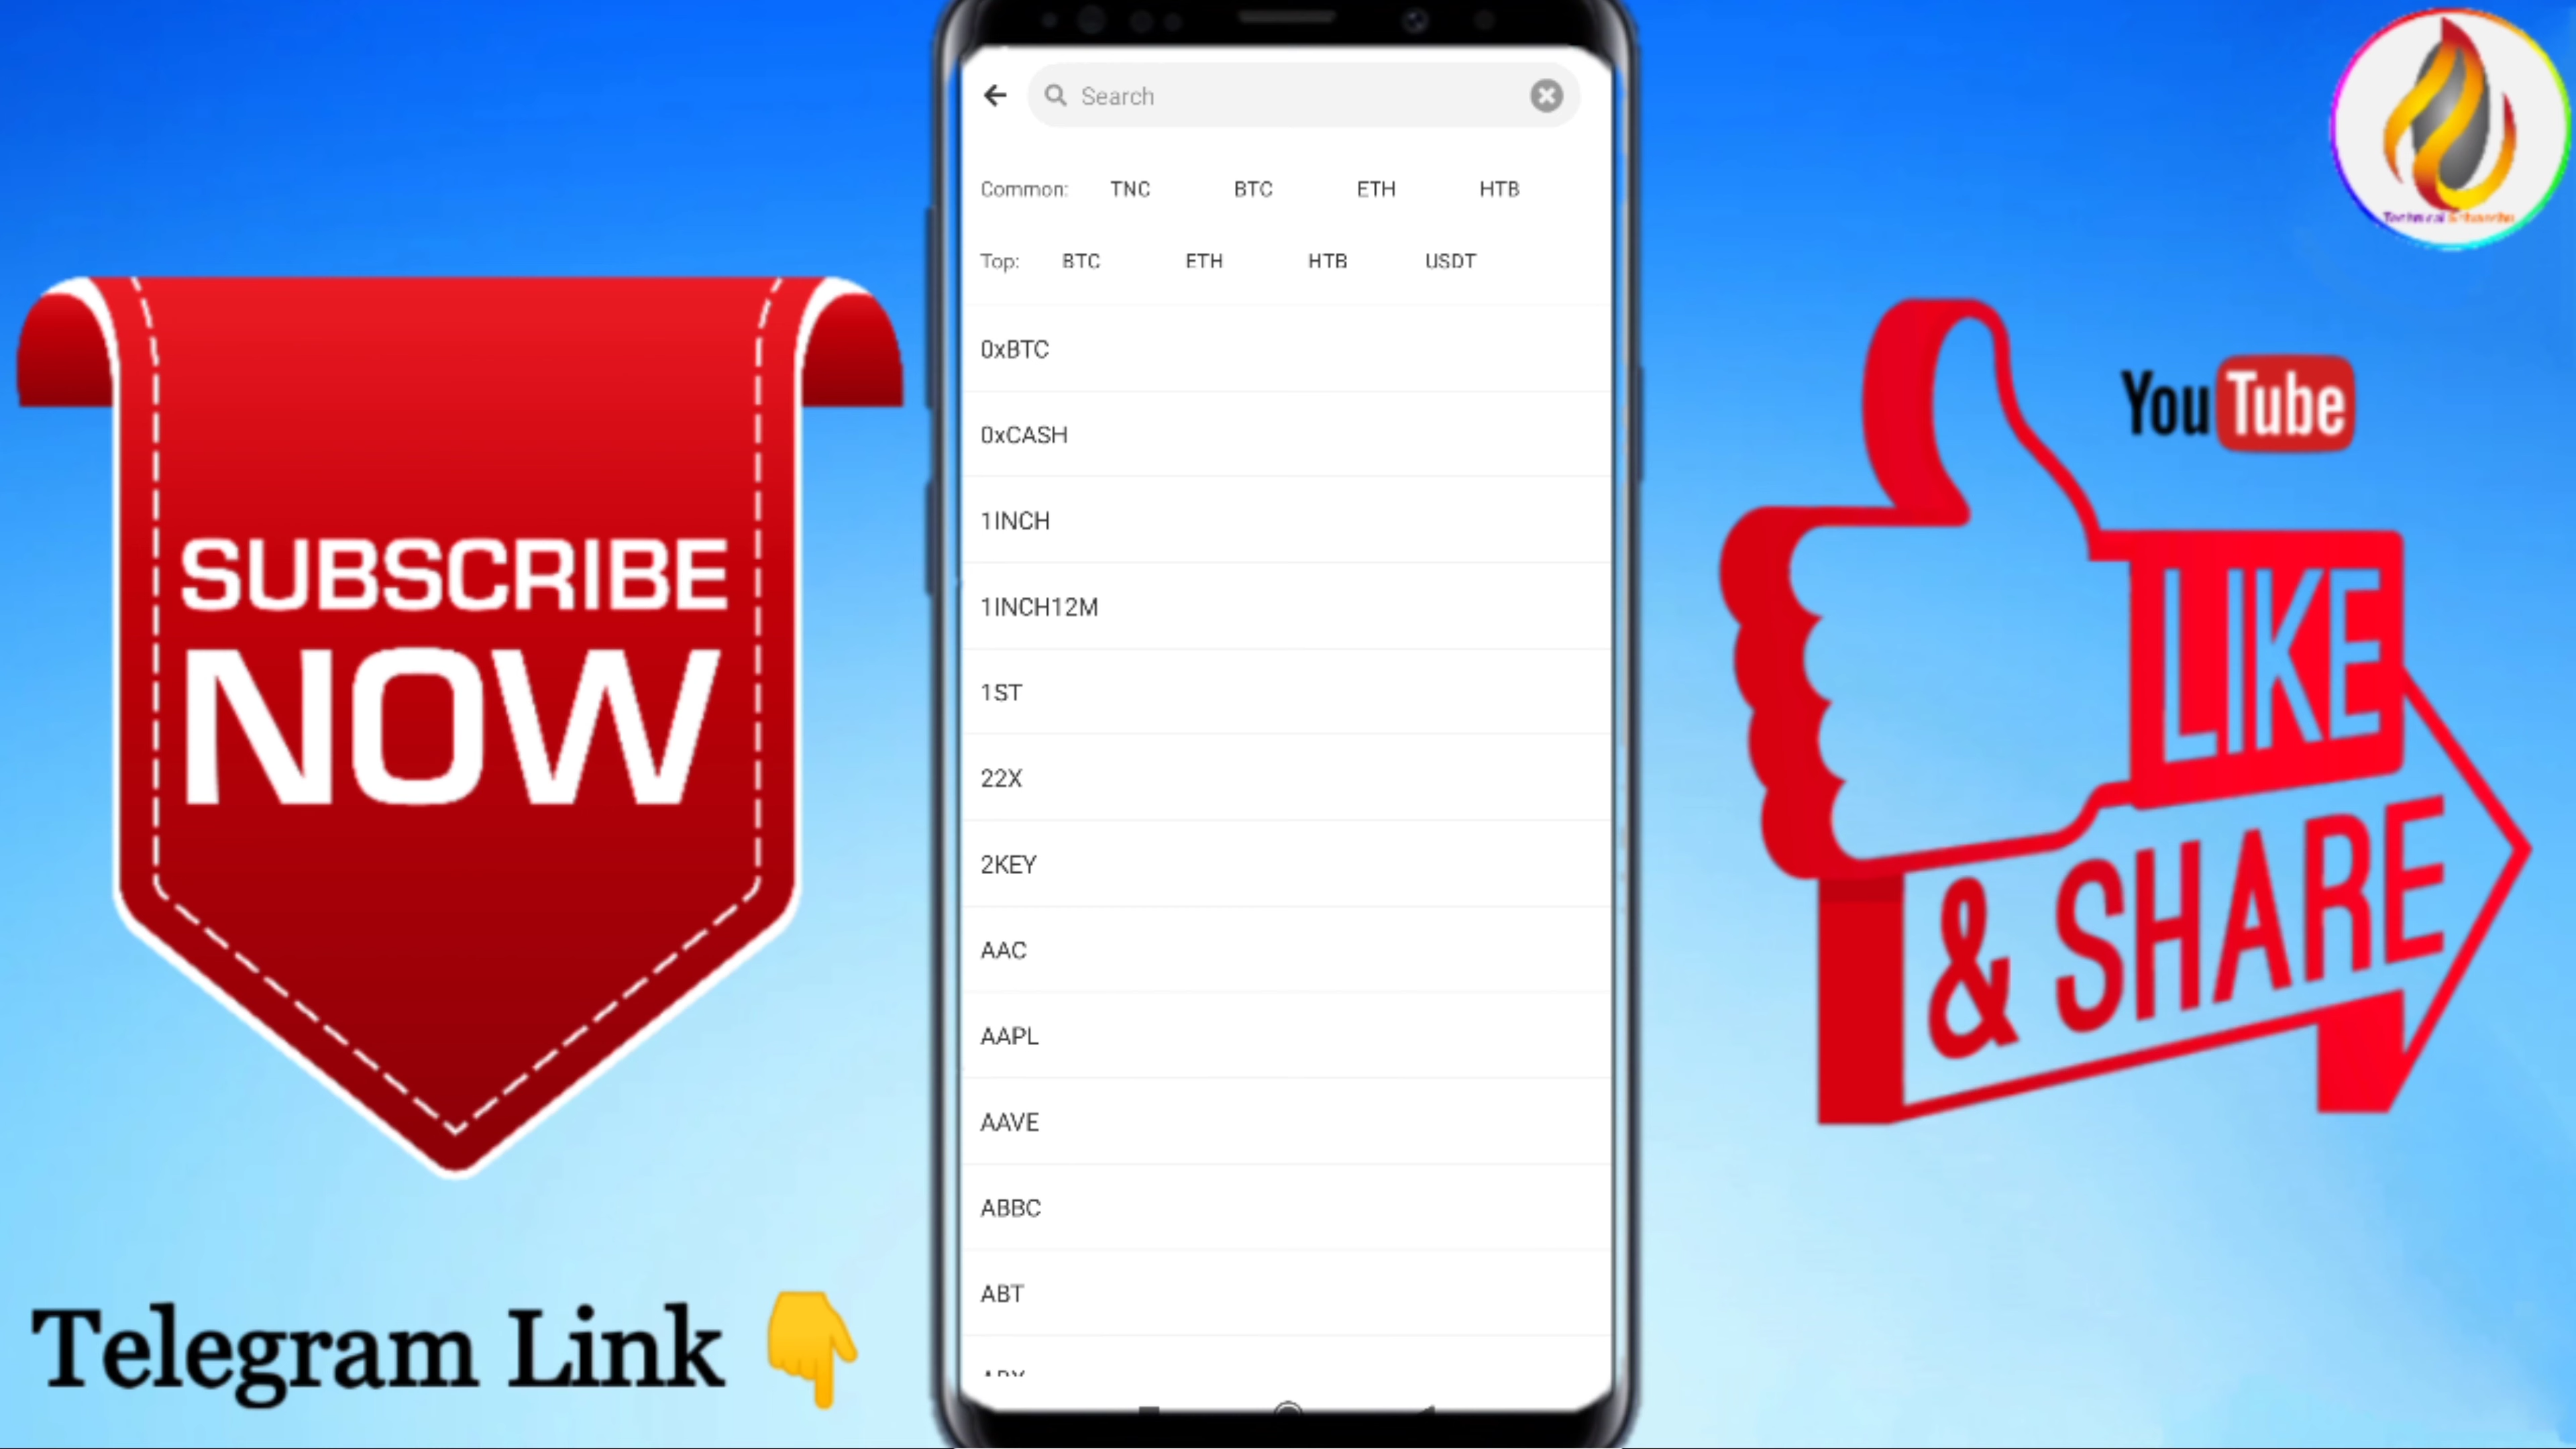 Search
Common: TNC BTC ETH HTB
Top: BTC ETH HTB USDT
0xBTC
0xCASH
1INCH
1INCH12M
1ST
22X
2KEY
AAC
AAPL
AAVE
ABBC
ABT
SUBSCRIBE
NOW
Telegram Link
YouTube
LIKE
& SHARE
Technical